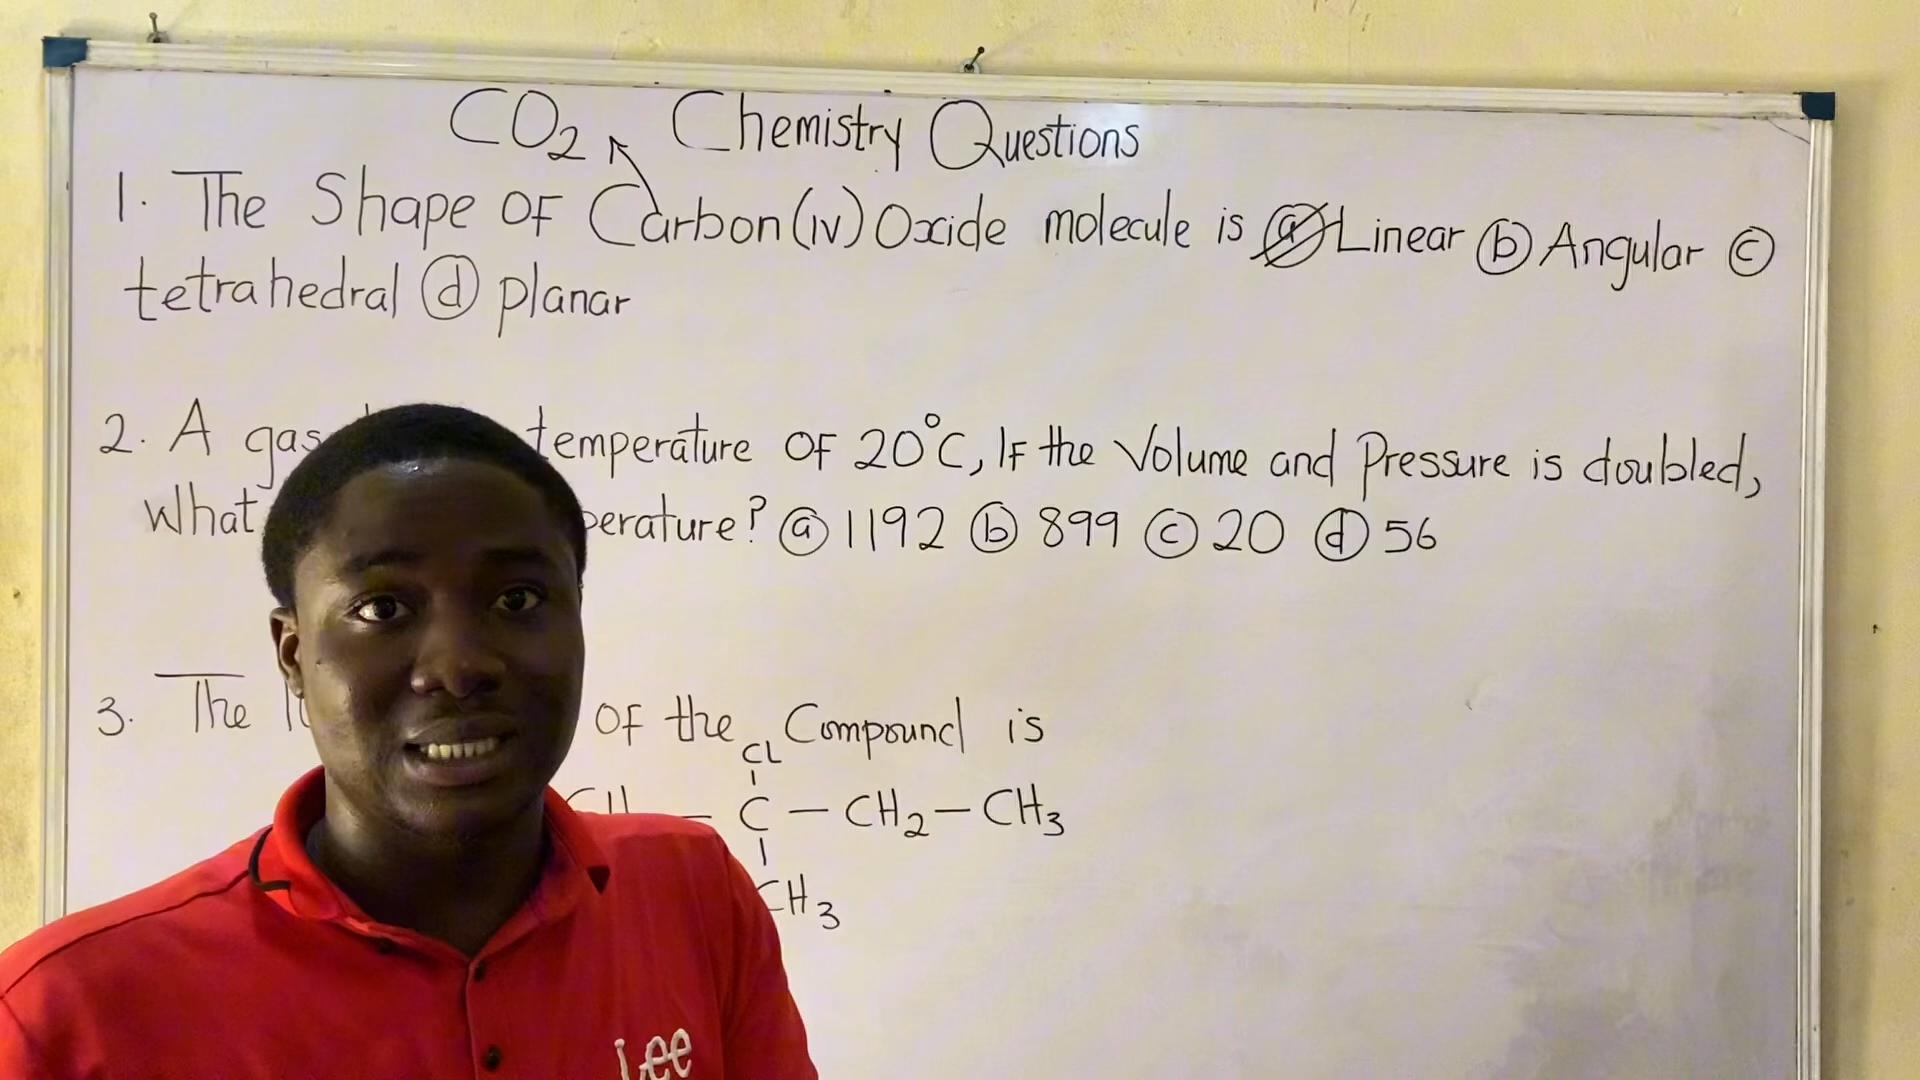 CO2 Chemistry Questions
1. The Shape OF Carbon(iv) Oxide molecule is (a) Linear (b) Angular (c)
tetrahedral (d) planar
2. A gas temperature OF 20°C, IF the Volume and Pressure is doubled,
What ? (a) 1192 (b) 899 (c) 20 (d) 56
3. The OF the Compound is
CL
C — CH2 — CH3
CH3
Lee